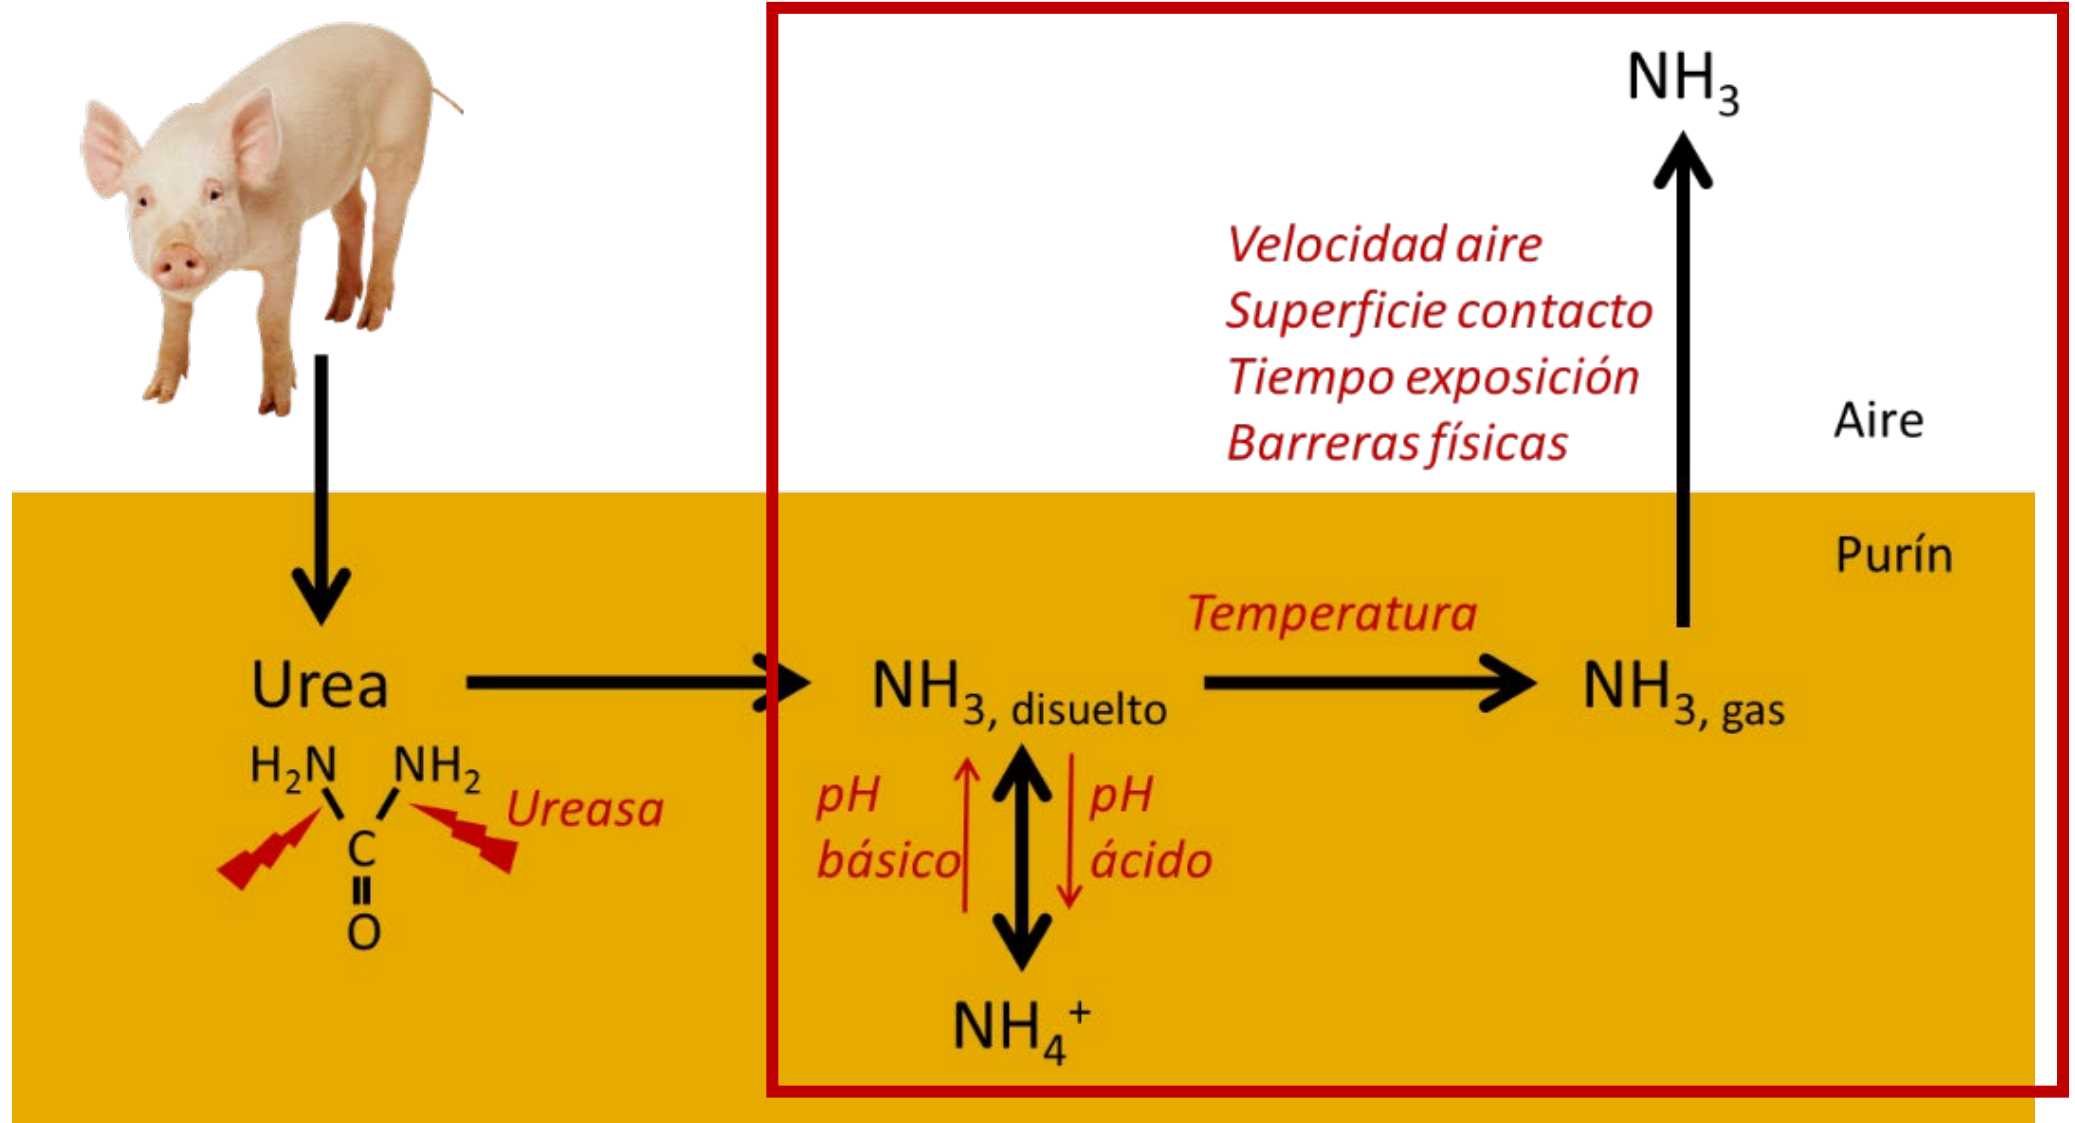 NH₃
Velocidad aire
Superficie contacto
Tiempo exposición
Barreras físicas
Aire
Purín
Temperatura
Urea
NH₃, disuelto
NH₃, gas
H₂N
NH₂
Ureasa
C
O
pH
básico
pH
ácido
NH₄⁺